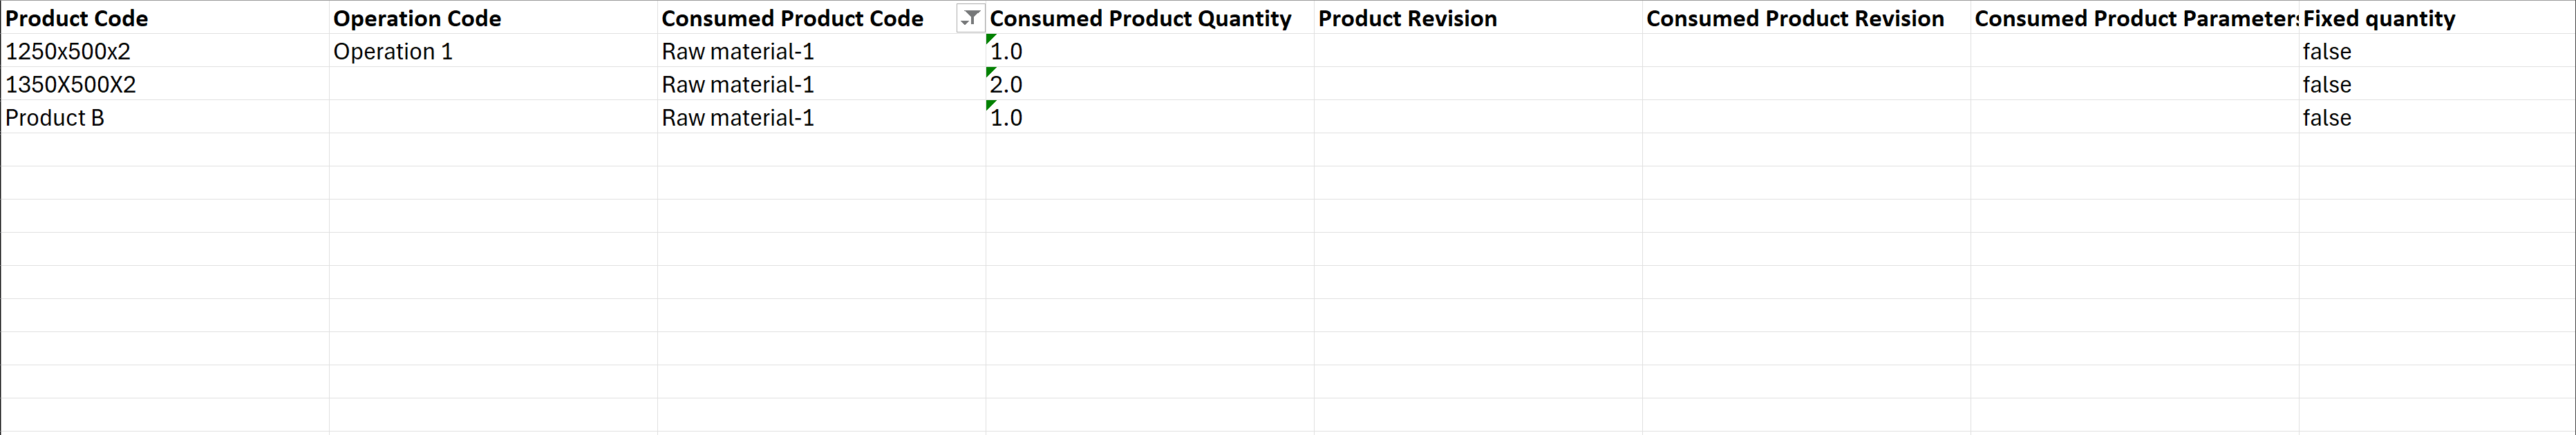 Product Code Operation Code Consumed Product Code Consumed Product Quantity Product Revision Consumed Product Revision Consumed Product Parameters Fixed quantity
1250x500x2 Operation 1 Raw material-1 1.0 false
1350X500X2 Raw material-1 2.0 false
Product B Raw material-1 1.0 false